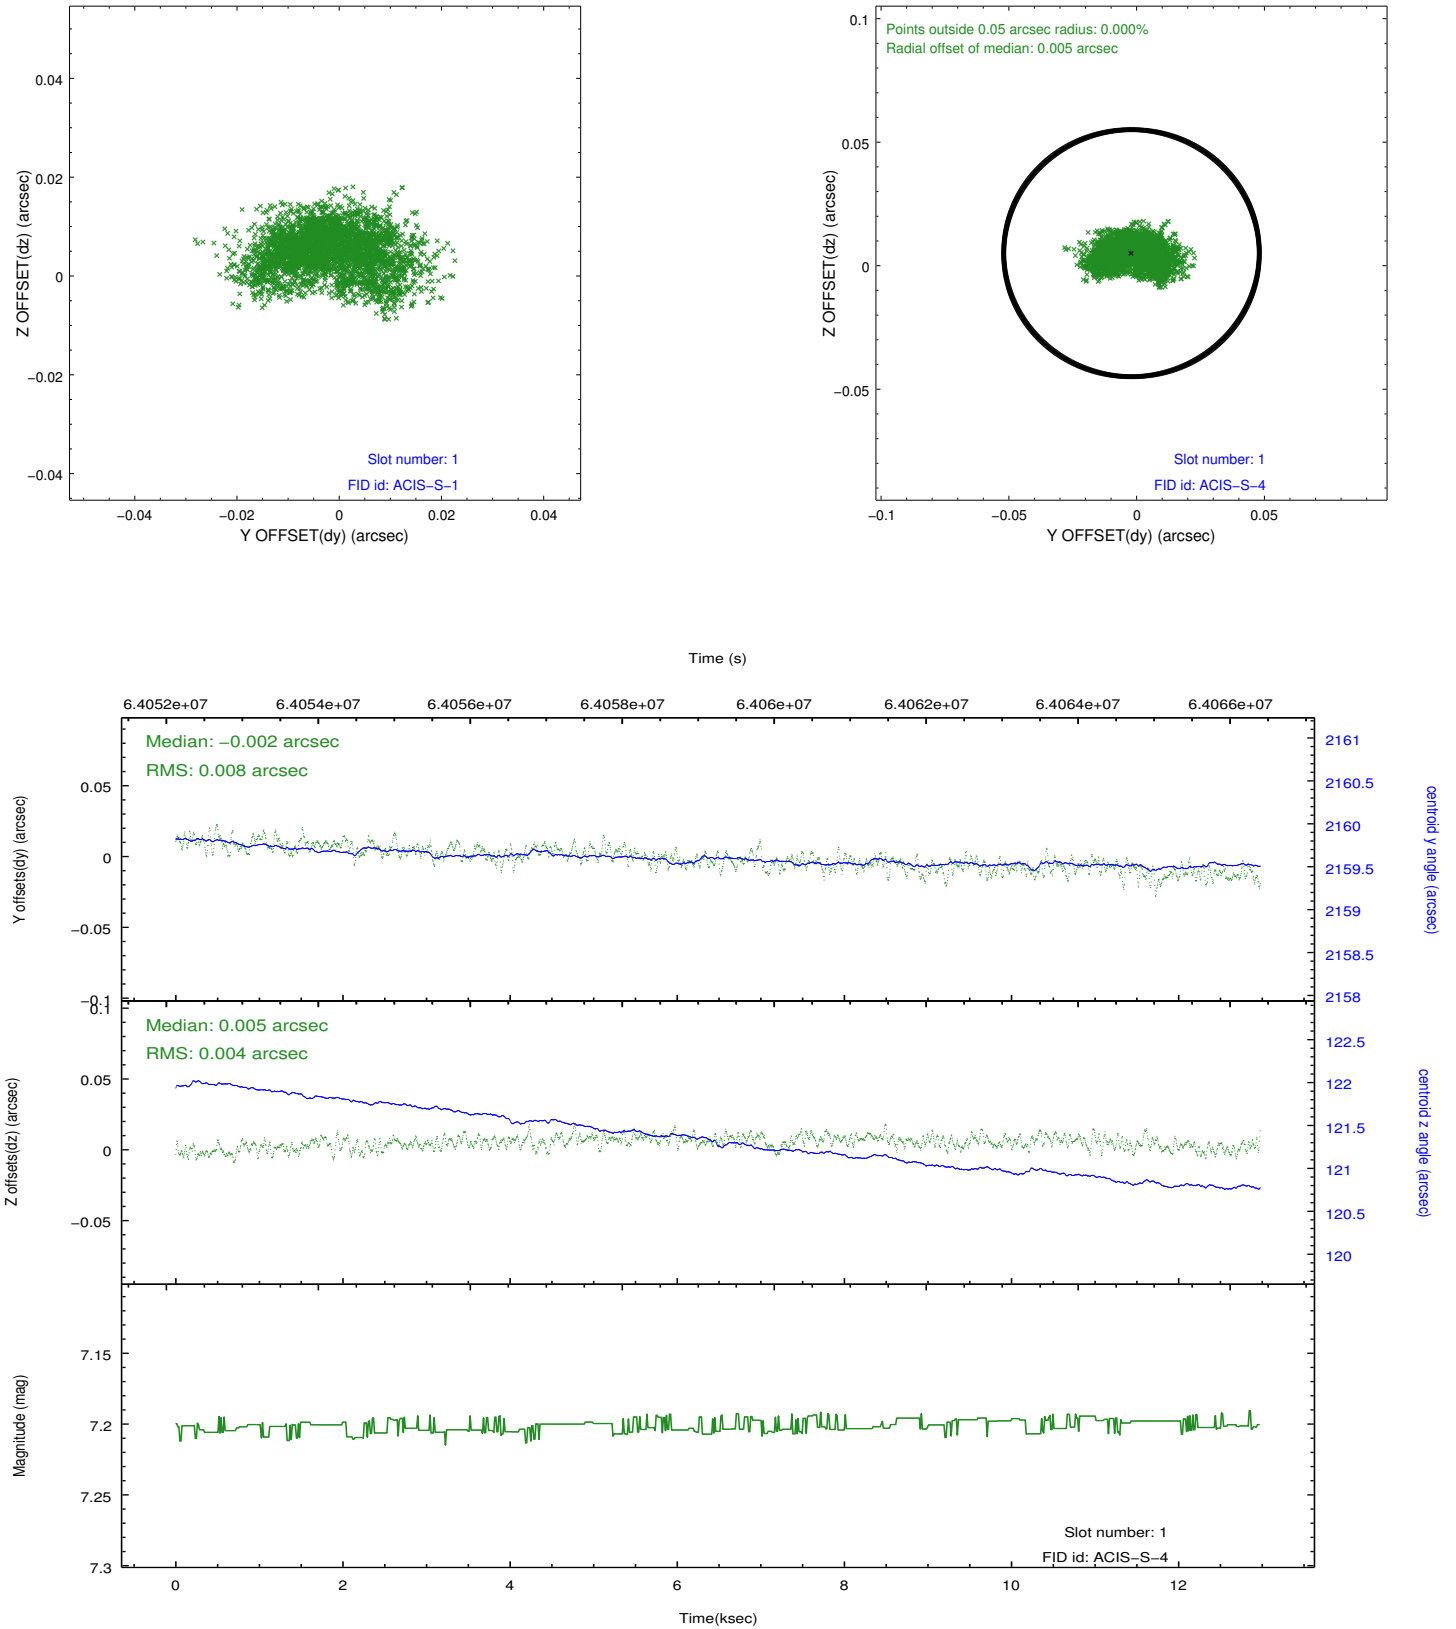 0.04
0.02
0
−0.02
−0.04
Z OFFSET(dz) (arcsec)
Slot number: 1
FID id: ACIS−S−1
−0.04
−0.02
0
0.02
0.04
Y OFFSET(dy) (arcsec)
0.1
0.05
0
−0.05
Z OFFSET(dz) (arcsec)
Points outside 0.05 arcsec radius: 0.000%
Radial offset of median: 0.005 arcsec
Slot number: 1
FID id: ACIS−S−4
−0.1
−0.05
0
0.05
Y OFFSET(dy) (arcsec)
Time (s)
6.4052e+07
6.4054e+07
6.4056e+07
6.4058e+07
6.406e+07
6.4062e+07
6.4064e+07
6.4066e+07
Median: −0.002 arcsec
RMS: 0.008 arcsec
0.05
0
−0.05
−0.1
Y offsets(dy) (arcsec)
2161
2160.5
2160
2159.5
2159
2158.5
2158
centroid y angle (arcsec)
Median: 0.005 arcsec
RMS: 0.004 arcsec
0.1
0.05
0
−0.05
Z offsets(dz) (arcsec)
122.5
122
121.5
121
120.5
120
centroid z angle (arcsec)
7.15
7.2
7.25
7.3
Magnitude (mag)
Slot number: 1
FID id: ACIS−S−4
0
2
4
6
8
10
12
Time(ksec)